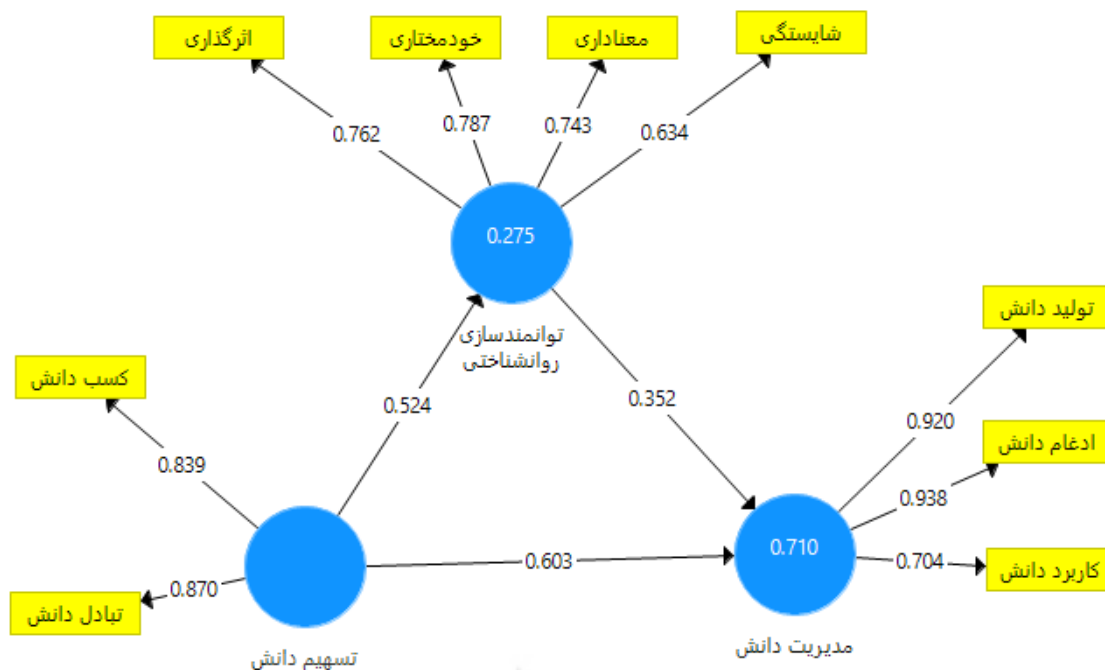 اثرگذاری
خودمختاری
معناداری
شایستگی
0.762
0.787
0.743
0.634
0.275
توانمندسازی
روانشناختی
تولید دانش
کسب دانش
0.524
0.352
0.920
ادغام دانش
0.839
0.938
0.603
0.710
0.704
کاربرد دانش
0.870
تبادل دانش
تسهیم دانش
مدیریت دانش